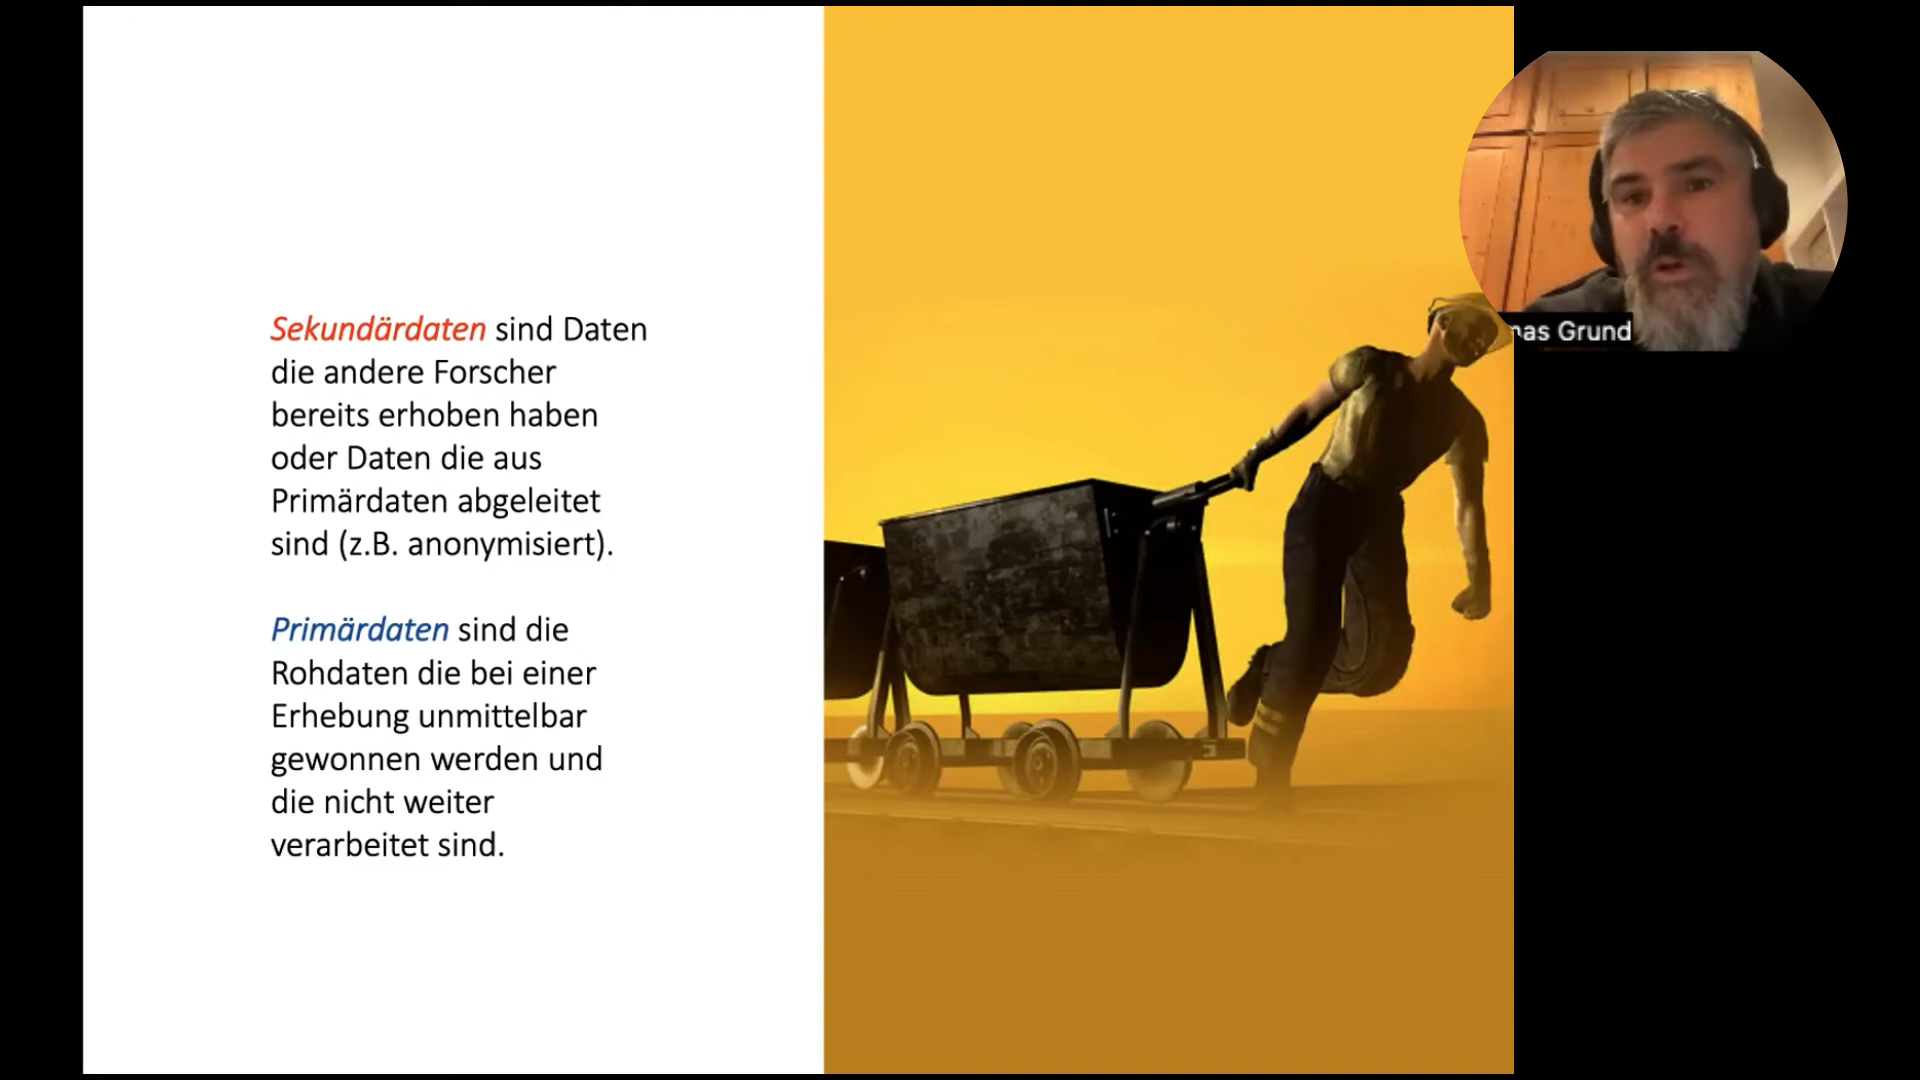 Sekundärdaten sind Daten
die andere Forscher
bereits erhoben haben
oder Daten die aus
Primärdaten abgeleitet
sind (z.B. anonymisiert).
Primärdaten sind die
Rohdaten die bei einer
Erhebung unmittelbar
gewonnen werden und
die nicht weiter
verarbeitet sind.
Grund